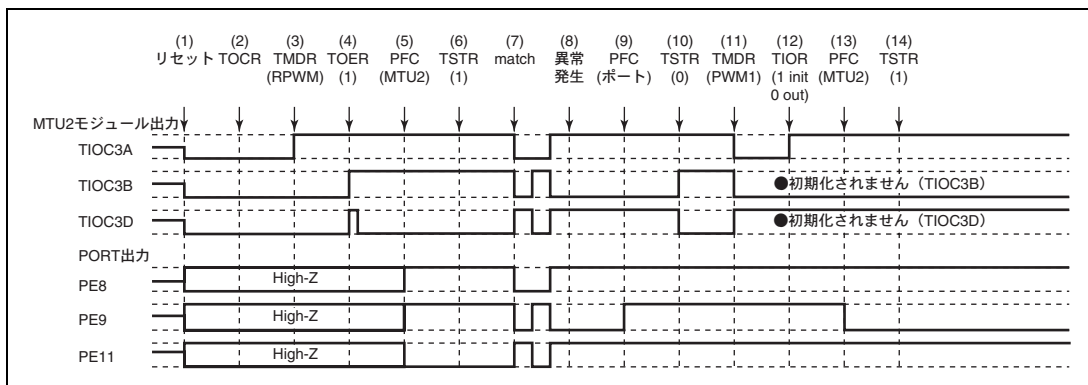 (1) (2) (3) (4) (5) (6) (7) (8) (9) (10) (11) (12) (13) (14)
リセット TOCR TMDR TOER PFC TSTR match 異常 PFC TSTR TMDR TIOR PFC TSTR
(RPWM) (1) (MTU2) (1) 発生 (ポート) (0) (PWM1) (1 init (MTU2) (1)
0 out)
MTU2モジュール出力
TIOC3A
TIOC3B ●初期化されません（TIOC3B）
TIOC3D ●初期化されません（TIOC3D）
PORT出力
PE8 High-Z
PE9 High-Z
PE11 High-Z